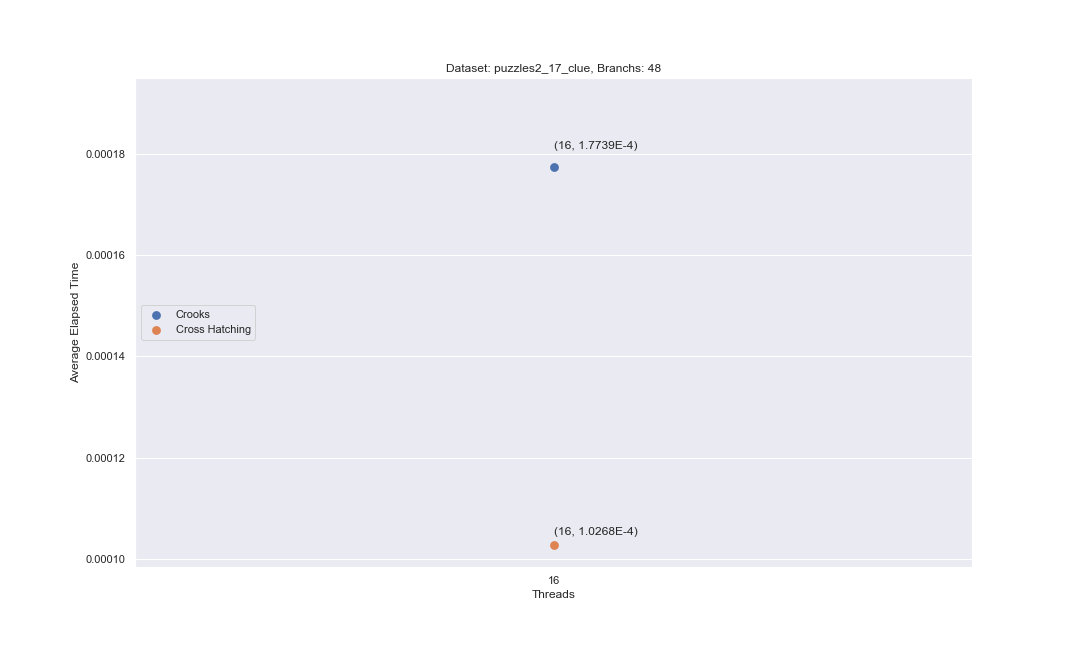 Dataset: puzzles2_17_clue, Branchs: 48
(16, 1.7739E-4)
0.00018
0.00016
Average Elapsed Time
Crooks
Cross Hatching
0.00014
0.00012
(16, 1.0268E-4)
0.00010
16
Threads